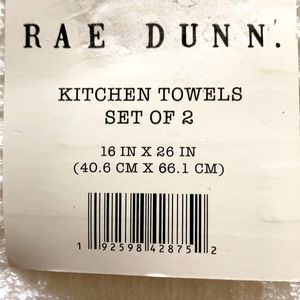 RAE DUNN.
KITCHEN TOWELS
SET OF 2
16 IN X 26 IN
(40.6 CM X 66.1 CM)
1 92598 42875 2